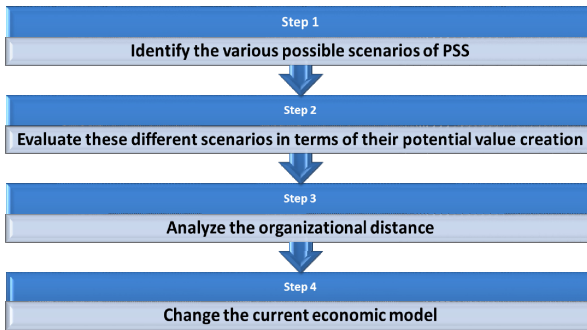 Step 1
Identify the various possible scenarios of PSS
Step 2
Evaluate these different scenarios in terms of their potential value creation
Step 3
Analyze the organizational distance
Step 4
Change the current economic model